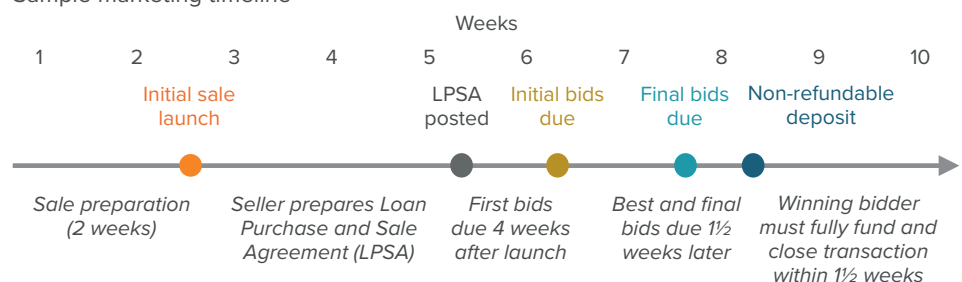 Sample marketing timeline
Weeks
1 2 3 4 5 6 7 8 9 10
Initial sale
launch
LPSA
posted
Initial bids
due
Final bids
due
Non-refundable
deposit
Sale preparation
(2 weeks)
Seller prepares Loan
Purchase and Sale
Agreement (LPSA)
First bids
due 4 weeks
after launch
Best and final
bids due 1½
weeks later
Winning bidder
must fully fund and
close transaction
within 1½ weeks